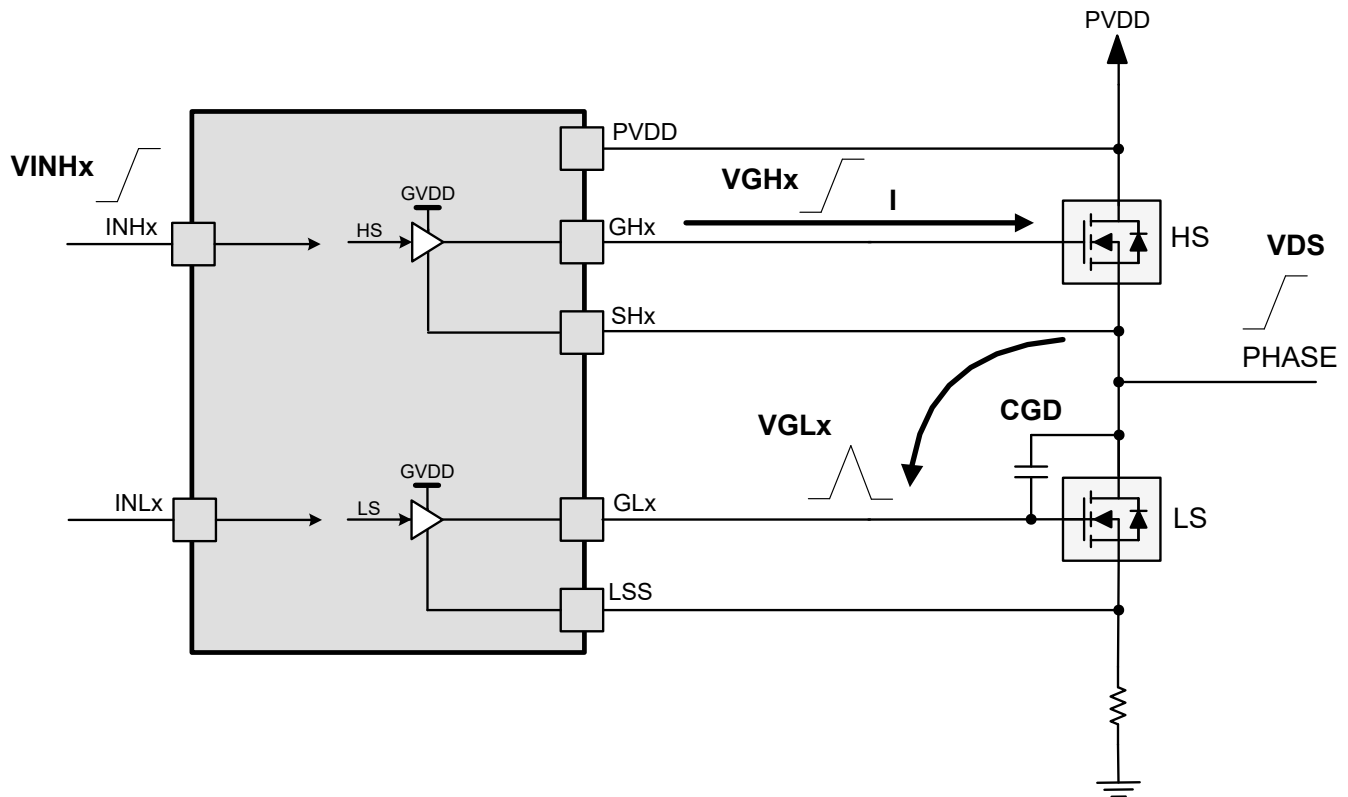 PVDD
PVDD
VINHx
VGHx
I
GVDD
INHx
HS
GHx
HS
VDS
SHx
PHASE
CGD
VGLx
GVDD
INLx
LS
GLx
LS
LSS